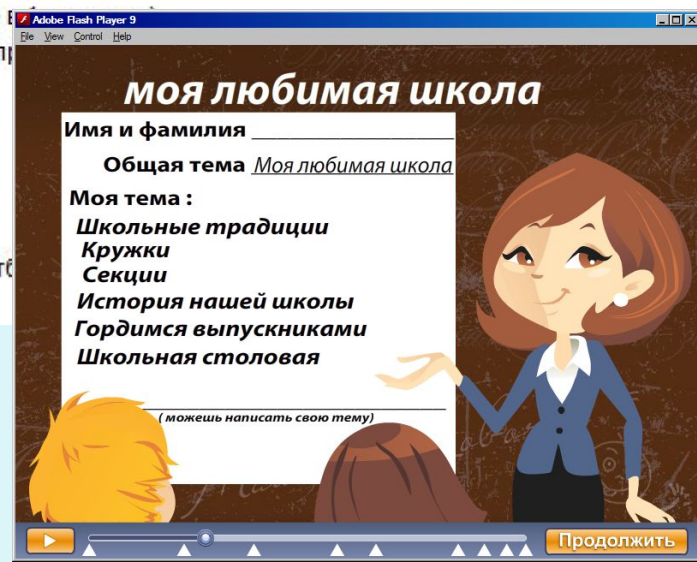 Adobe Flash Player 9
File View Control Help
моя любимая школа
Имя и фамилия ____________________
Общая тема Моя любимая школа
Моя тема :
Школьные традиции
Кружки
Секции
История нашей школы
Гордимся выпускниками
Школьная столовая
( можешь написать свою тему)
Продолжить